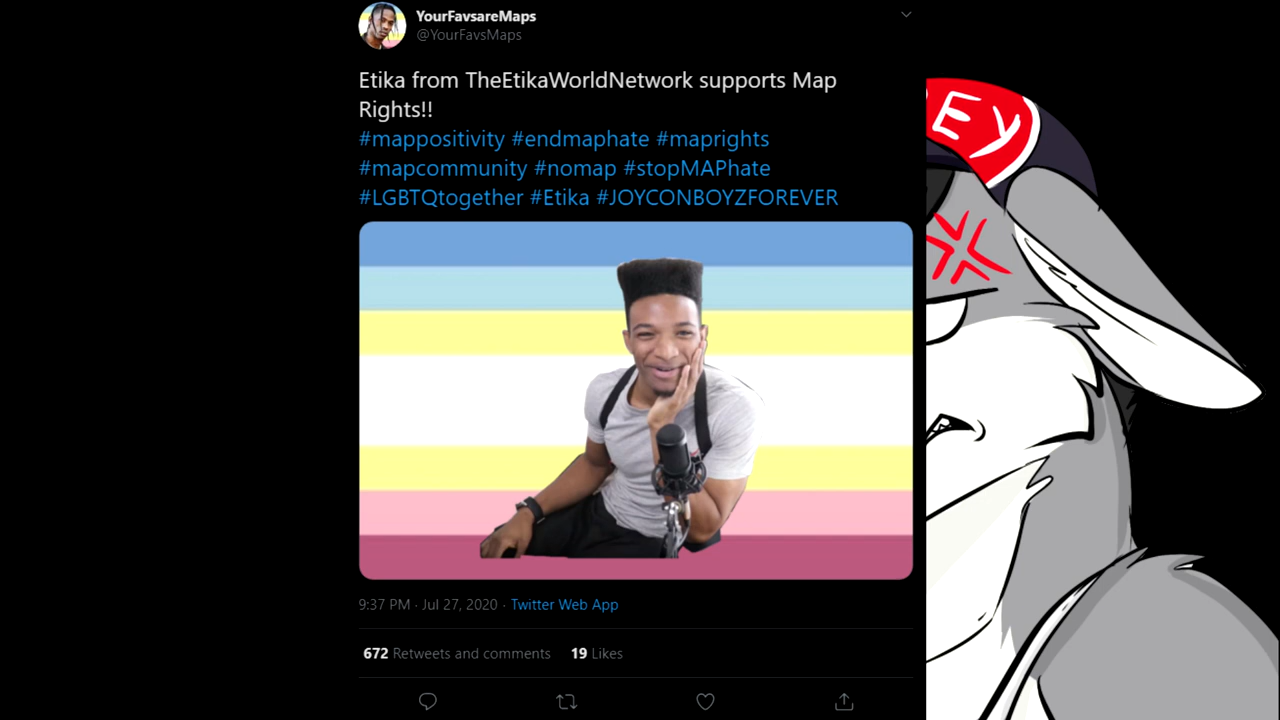 YourFavsareMaps
@YourFavsMaps
Etika from TheEtikaWorldNetwork supports Map
Rights!!
#mappositivity #endmaphate #maprights
#mapcommunity #nomap #stopMAPhate
#LGBTQtogether #Etika #JOYCONBOYZFOREVER
9:37 PM · Jul 27, 2020 · Twitter Web App
672 Retweets and comments 19 Likes
EY